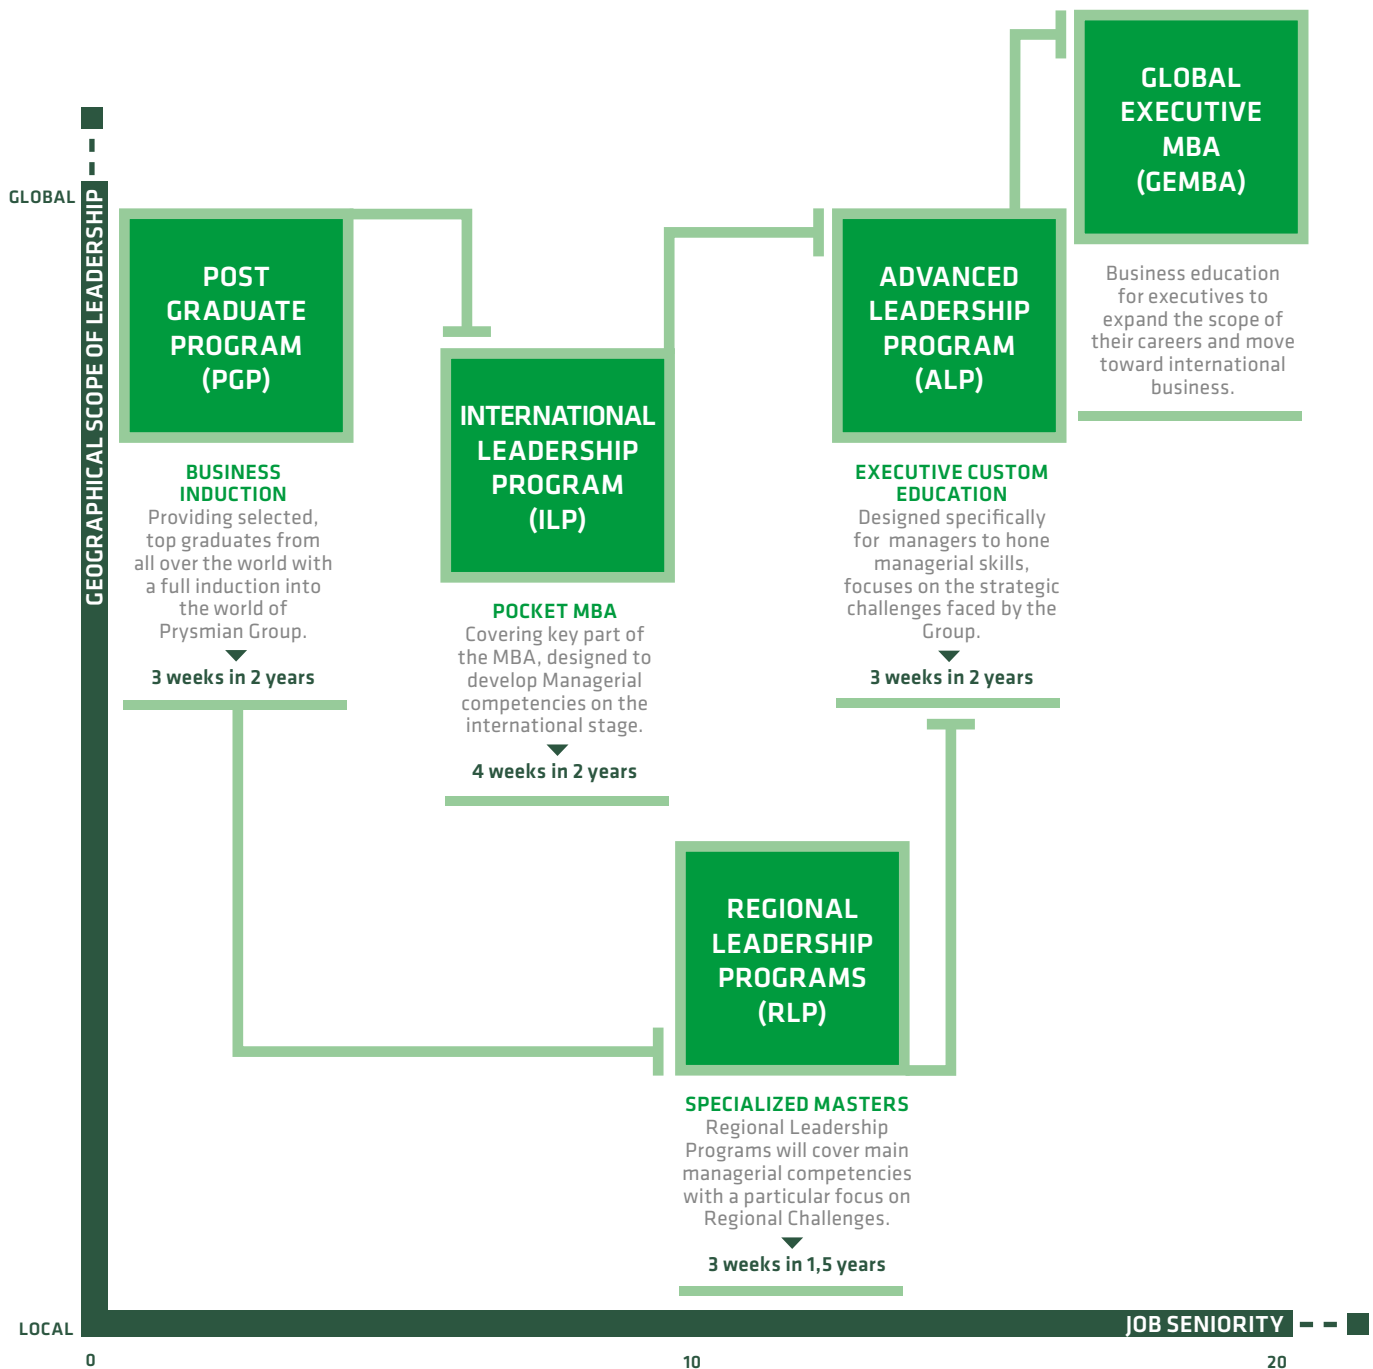 GLOBAL
EXECUTIVE
MBA
(GEMBA)
Business education
for executives to
expand the scope of
their careers and move
toward international
business.
GLOBAL
GEOGRAPHICAL SCOPE OF LEADERSHIP
POST
GRADUATE
PROGRAM
(PGP)
BUSINESS
INDUCTION
Providing selected,
top graduates from
all over the world with
a full induction into
the world of
Prysmian Group.
3 weeks in 2 years
INTERNATIONAL
LEADERSHIP
PROGRAM
(ILP)
POCKET MBA
Covering key part of
the MBA, designed to
develop Managerial
competencies on the
international stage.
4 weeks in 2 years
ADVANCED
LEADERSHIP
PROGRAM
(ALP)
EXECUTIVE CUSTOM
EDUCATION
Designed specifically
for managers to hone
managerial skills,
focuses on the strategic
challenges faced by the
Group.
3 weeks in 2 years
REGIONAL
LEADERSHIP
PROGRAMS
(RLP)
SPECIALIZED MASTERS
Regional Leadership
Programs will cover main
managerial competencies
with a particular focus on
Regional Challenges.
3 weeks in 1,5 years
LOCAL
JOB SENIORITY
0
10
20